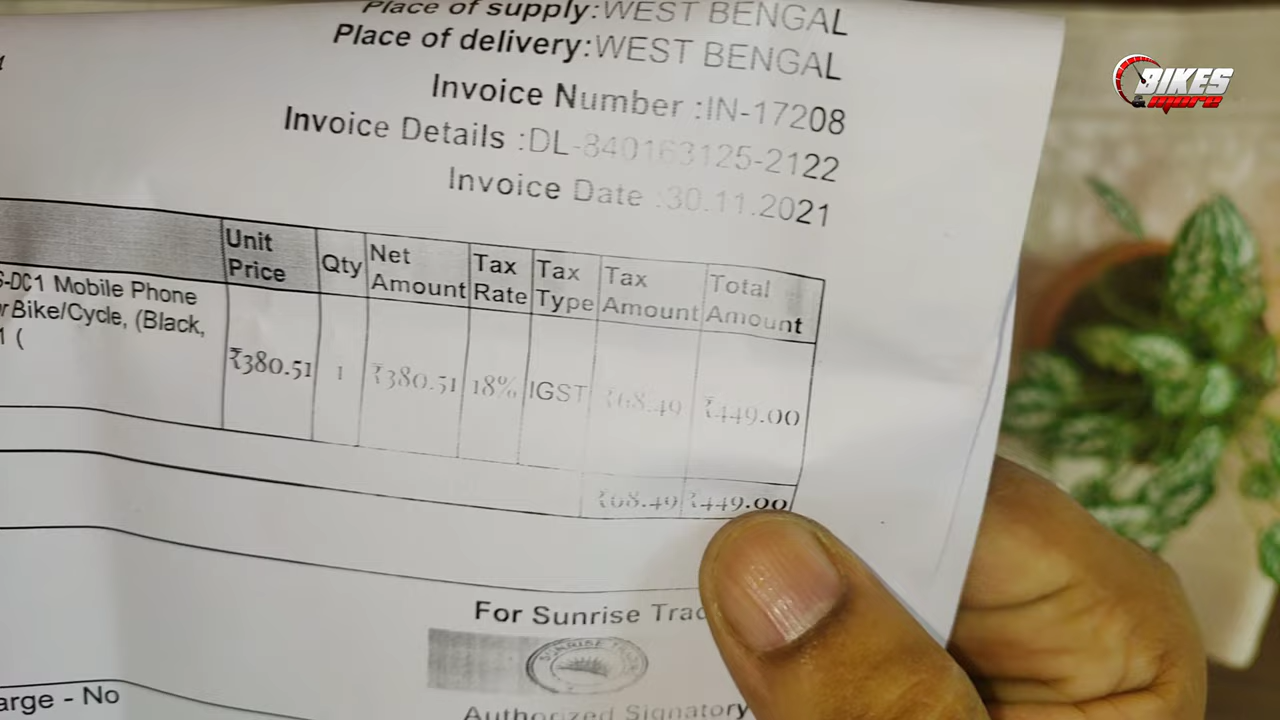 Place of supply:WEST BENGAL
Place of delivery:WEST BENGAL
Invoice Number :IN-17208
Invoice Details :DL-840163125-2122
Invoice Date :30.11.2021
Unit Price Qty Net Amount Tax Rate Tax Type Tax Amount Total Amount
-DC1 Mobile Phone
Bike/Cycle, (Black,
1 (
₹380.51 1 ₹380.51 18% IGST ₹68.49 ₹449.00
₹68.49 ₹449.00
For Sunrise Trad
SUNRISE
Authorized Signatory
arge - No
BIKES
& more